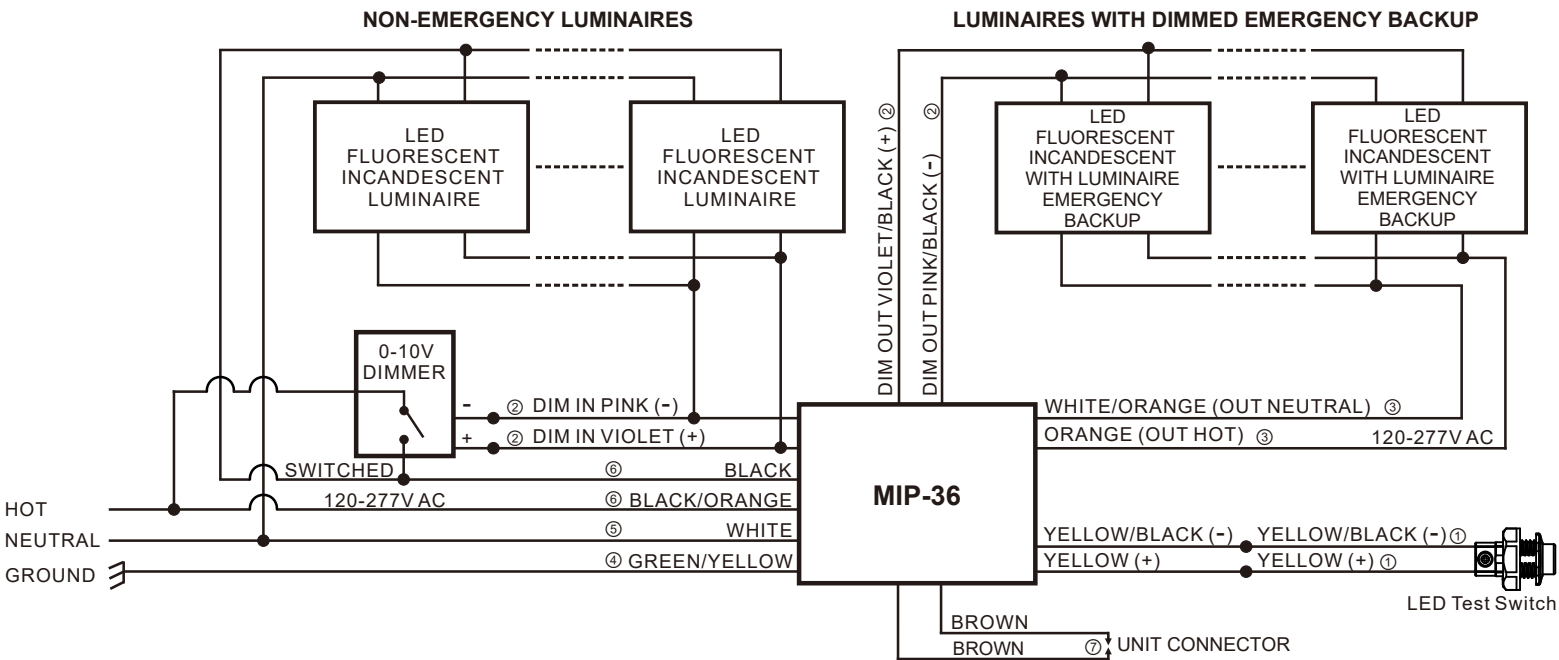 NON-EMERGENCY LUMINAIRES
LUMINAIRES WITH DIMMED EMERGENCY BACKUP
LED
FLUORESCENT
INCANDESCENT
LUMINAIRE
LED
FLUORESCENT
INCANDESCENT
LUMINAIRE
DIM OUT VIOLET/BLACK (+) ②
DIM OUT PINK/BLACK (-) ②
LED
FLUORESCENT
INCANDESCENT
WITH LUMINAIRE
EMERGENCY
BACKUP
LED
FLUORESCENT
INCANDESCENT
WITH LUMINAIRE
EMERGENCY
BACKUP
0-10V
DIMMER
- ② DIM IN PINK (-)
+ ② DIM IN VIOLET (+)
SWITCHED ⑥ BLACK
120-277V AC ⑥ BLACK/ORANGE
HOT
⑤ WHITE
NEUTRAL
④ GREEN/YELLOW
GROUND
MIP-36
WHITE/ORANGE (OUT NEUTRAL) ③
ORANGE (OUT HOT) ③ 120-277V AC
YELLOW/BLACK (-) YELLOW/BLACK (-) ①
YELLOW (+) YELLOW (+) ①
LED Test Switch
BROWN
BROWN ⑦ UNIT CONNECTOR